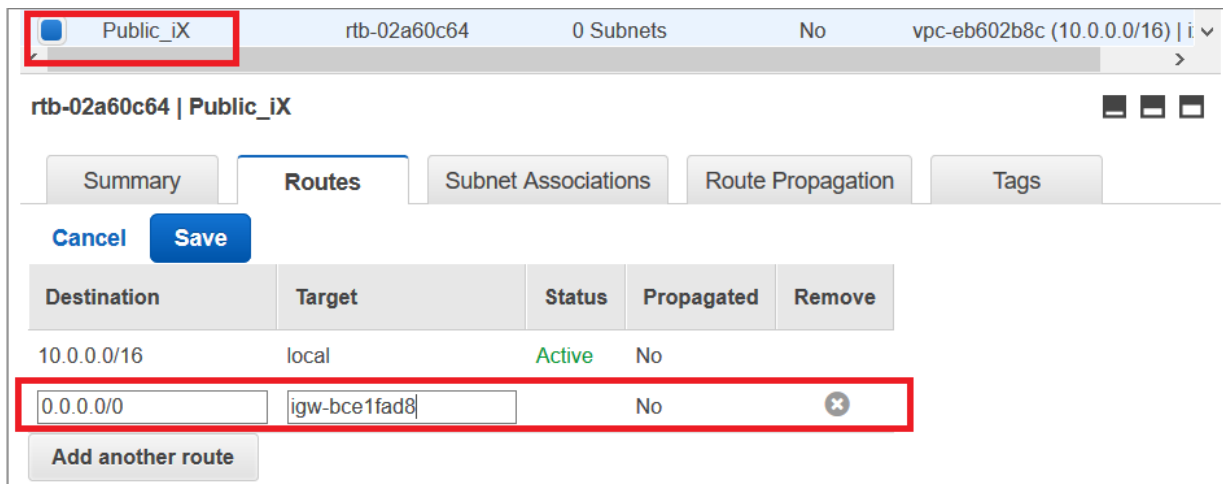 Public_iX rtb-02a60c64 0 Subnets No vpc-eb602b8c (10.0.0.0/16) |
rtb-02a60c64 | Public_iX
Summary Routes Subnet Associations Route Propagation Tags
Cancel Save
Destination Target Status Propagated Remove
10.0.0.0/16 local Active No
0.0.0.0/0 igw-bce1fad8 No
Add another route